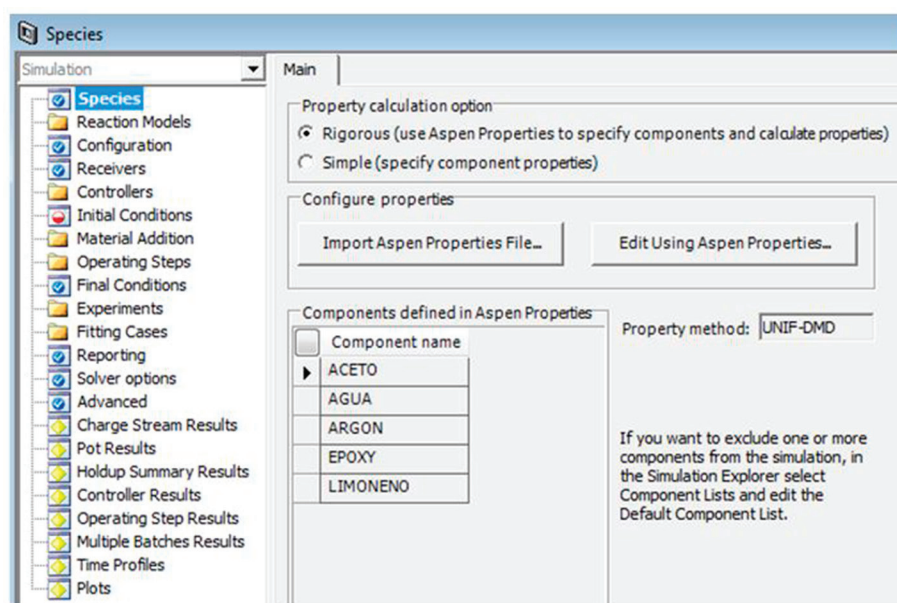 Species
Simulation
Species
Reaction Models
Configuration
Receivers
Controllers
Initial Conditions
Material Addition
Operating Steps
Final Conditions
Experiments
Fitting Cases
Reporting
Solver options
Advanced
Charge Stream Results
Pot Results
Holdup Summary Results
Controller Results
Operating Step Results
Multiple Batches Results
Time Profiles
Plots
Main
Property calculation option
Rigorous (use Aspen Properties to specify components and calculate properties)
Simple (specify component properties)
Configure properties
Import Aspen Properties File...
Edit Using Aspen Properties...
Components defined in Aspen Properties
Component name
ACETO
AGUA
ARGON
EPOXY
LIMONENO
Property method: UNIF-DMD
If you want to exclude one or more
components from the simulation, in
the Simulation Explorer select
Component Lists and edit the
Default Component List.